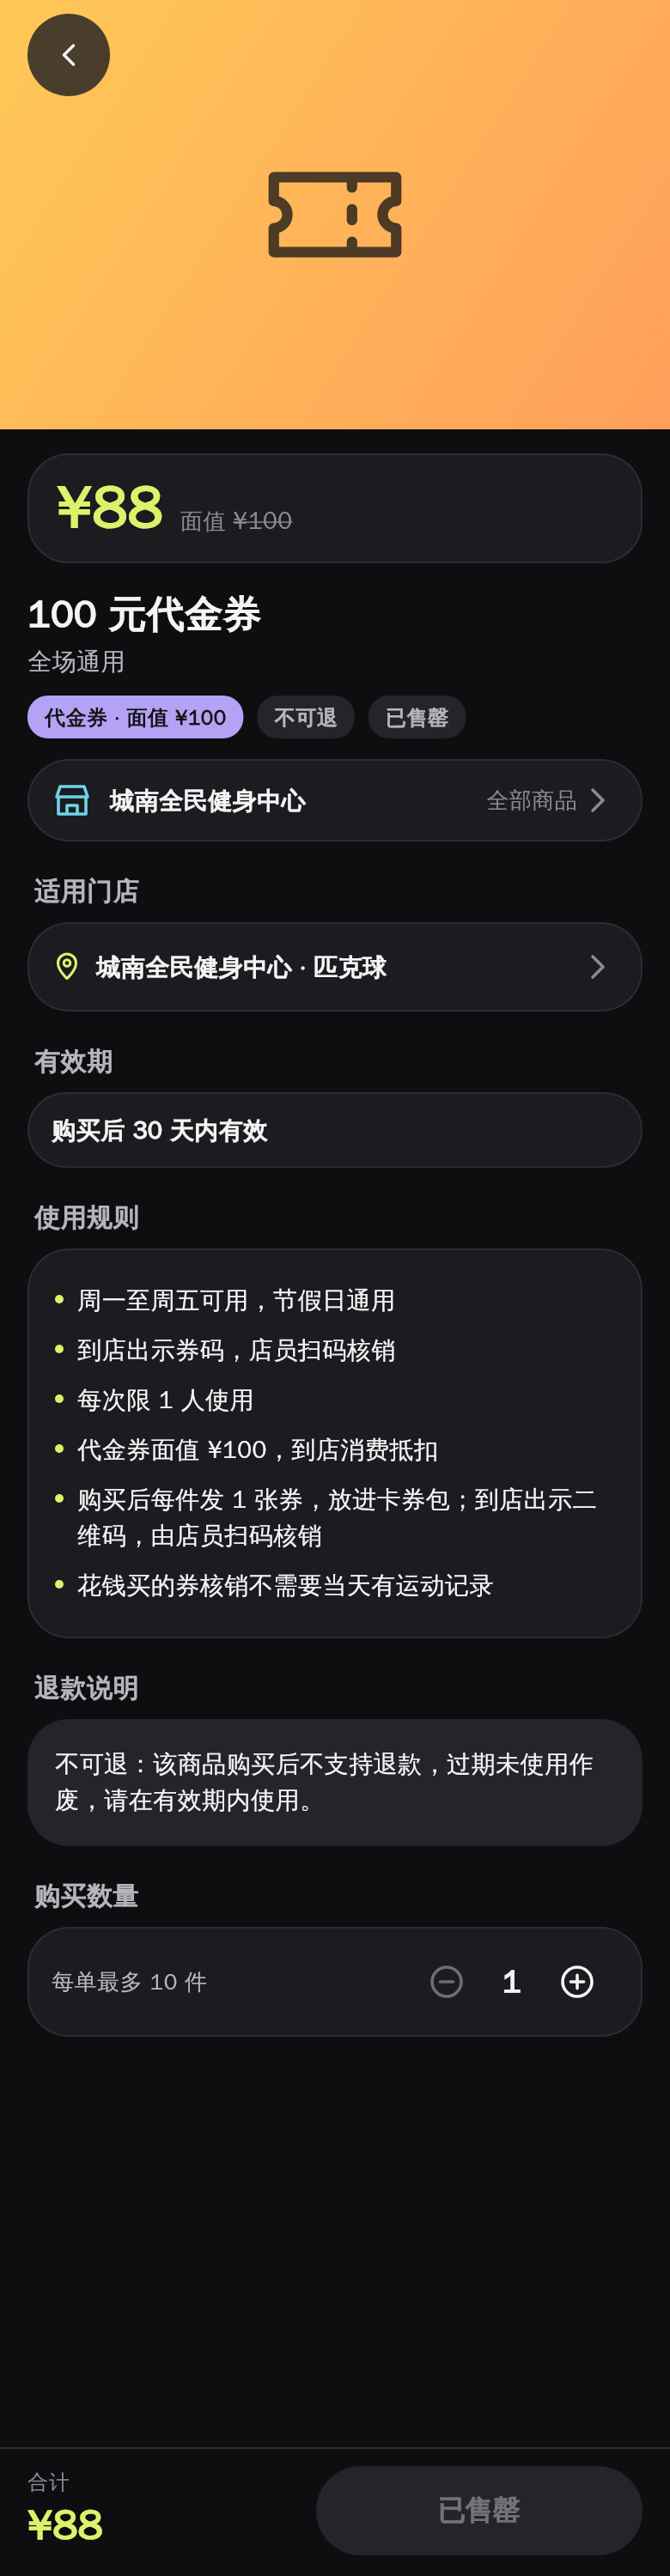 ¥88 面值 ¥100
100 元代金券
全场通用
代金券 · 面值 ¥100 不可退 已售罄
城南全民健身中心 全部商品
适用门店
城南全民健身中心 · 匹克球
有效期
购买后 30 天内有效
使用规则
周一至周五可用，节假日通用
到店出示券码，店员扫码核销
每次限 1 人使用
代金券面值 ¥100，到店消费抵扣
购买后每件发 1 张券，放进卡券包；到店出示二
维码，由店员扫码核销
花钱买的券核销不需要当天有运动记录
退款说明
不可退：该商品购买后不支持退款，过期未使用作
废，请在有效期内使用。
购买数量
每单最多 10 件 1
合计
¥88
已售罄